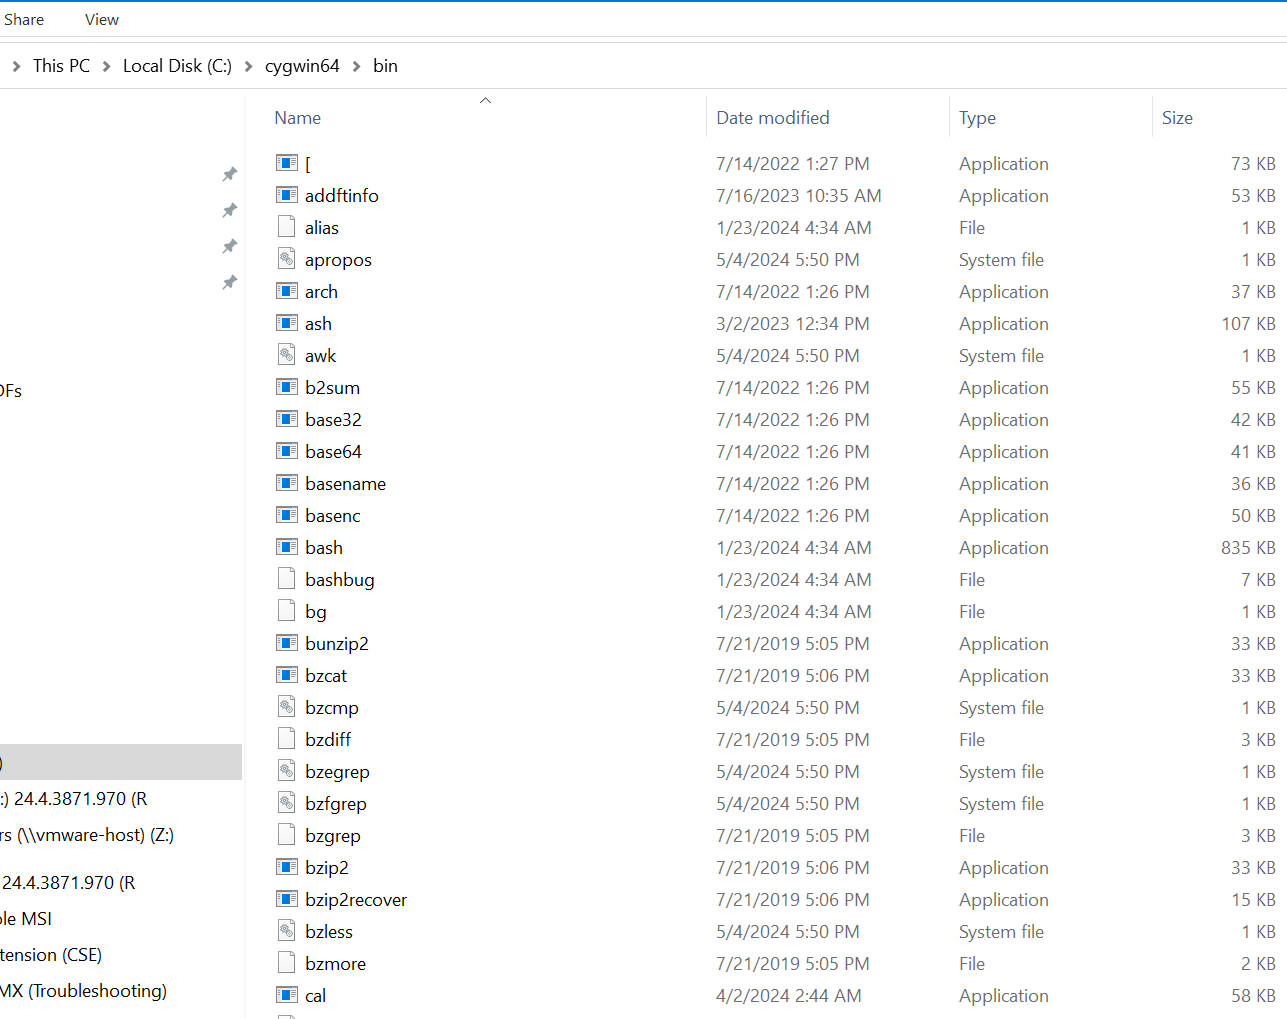 Share View
This PC Local Disk (C:) cygwin64 bin
Name Date modified Type Size
[ 7/14/2022 1:27 PM Application 73 KB
addftinfo 7/16/2023 10:35 AM Application 53 KB
alias 1/23/2024 4:34 AM File 1 KB
apropos 5/4/2024 5:50 PM System file 1 KB
arch 7/14/2022 1:26 PM Application 37 KB
ash 3/2/2023 12:34 PM Application 107 KB
awk 5/4/2024 5:50 PM System file 1 KB
b2sum 7/14/2022 1:26 PM Application 55 KB
base32 7/14/2022 1:26 PM Application 42 KB
base64 7/14/2022 1:26 PM Application 41 KB
basename 7/14/2022 1:26 PM Application 36 KB
basenc 7/14/2022 1:26 PM Application 50 KB
bash 1/23/2024 4:34 AM Application 835 KB
bashbug 1/23/2024 4:34 AM File 7 KB
bg 1/23/2024 4:34 AM File 1 KB
bunzip2 7/21/2019 5:05 PM Application 33 KB
bzcat 7/21/2019 5:06 PM Application 33 KB
bzcmp 5/4/2024 5:50 PM System file 1 KB
bzdiff 7/21/2019 5:05 PM File 3 KB
bzegrep 5/4/2024 5:50 PM System file 1 KB
bzfgrep 5/4/2024 5:50 PM System file 1 KB
bzgrep 7/21/2019 5:05 PM File 3 KB
bzip2 7/21/2019 5:06 PM Application 33 KB
bzip2recover 7/21/2019 5:06 PM Application 15 KB
bzless 5/4/2024 5:50 PM System file 1 KB
bzmore 7/21/2019 5:05 PM File 2 KB
cal 4/2/2024 2:44 AM Application 58 KB
DFs
)
:) 24.4.3871.970 (R
rs (\\vmware-host) (Z:)
24.4.3871.970 (R
ple MSI
tension (CSE)
MX (Troubleshooting)